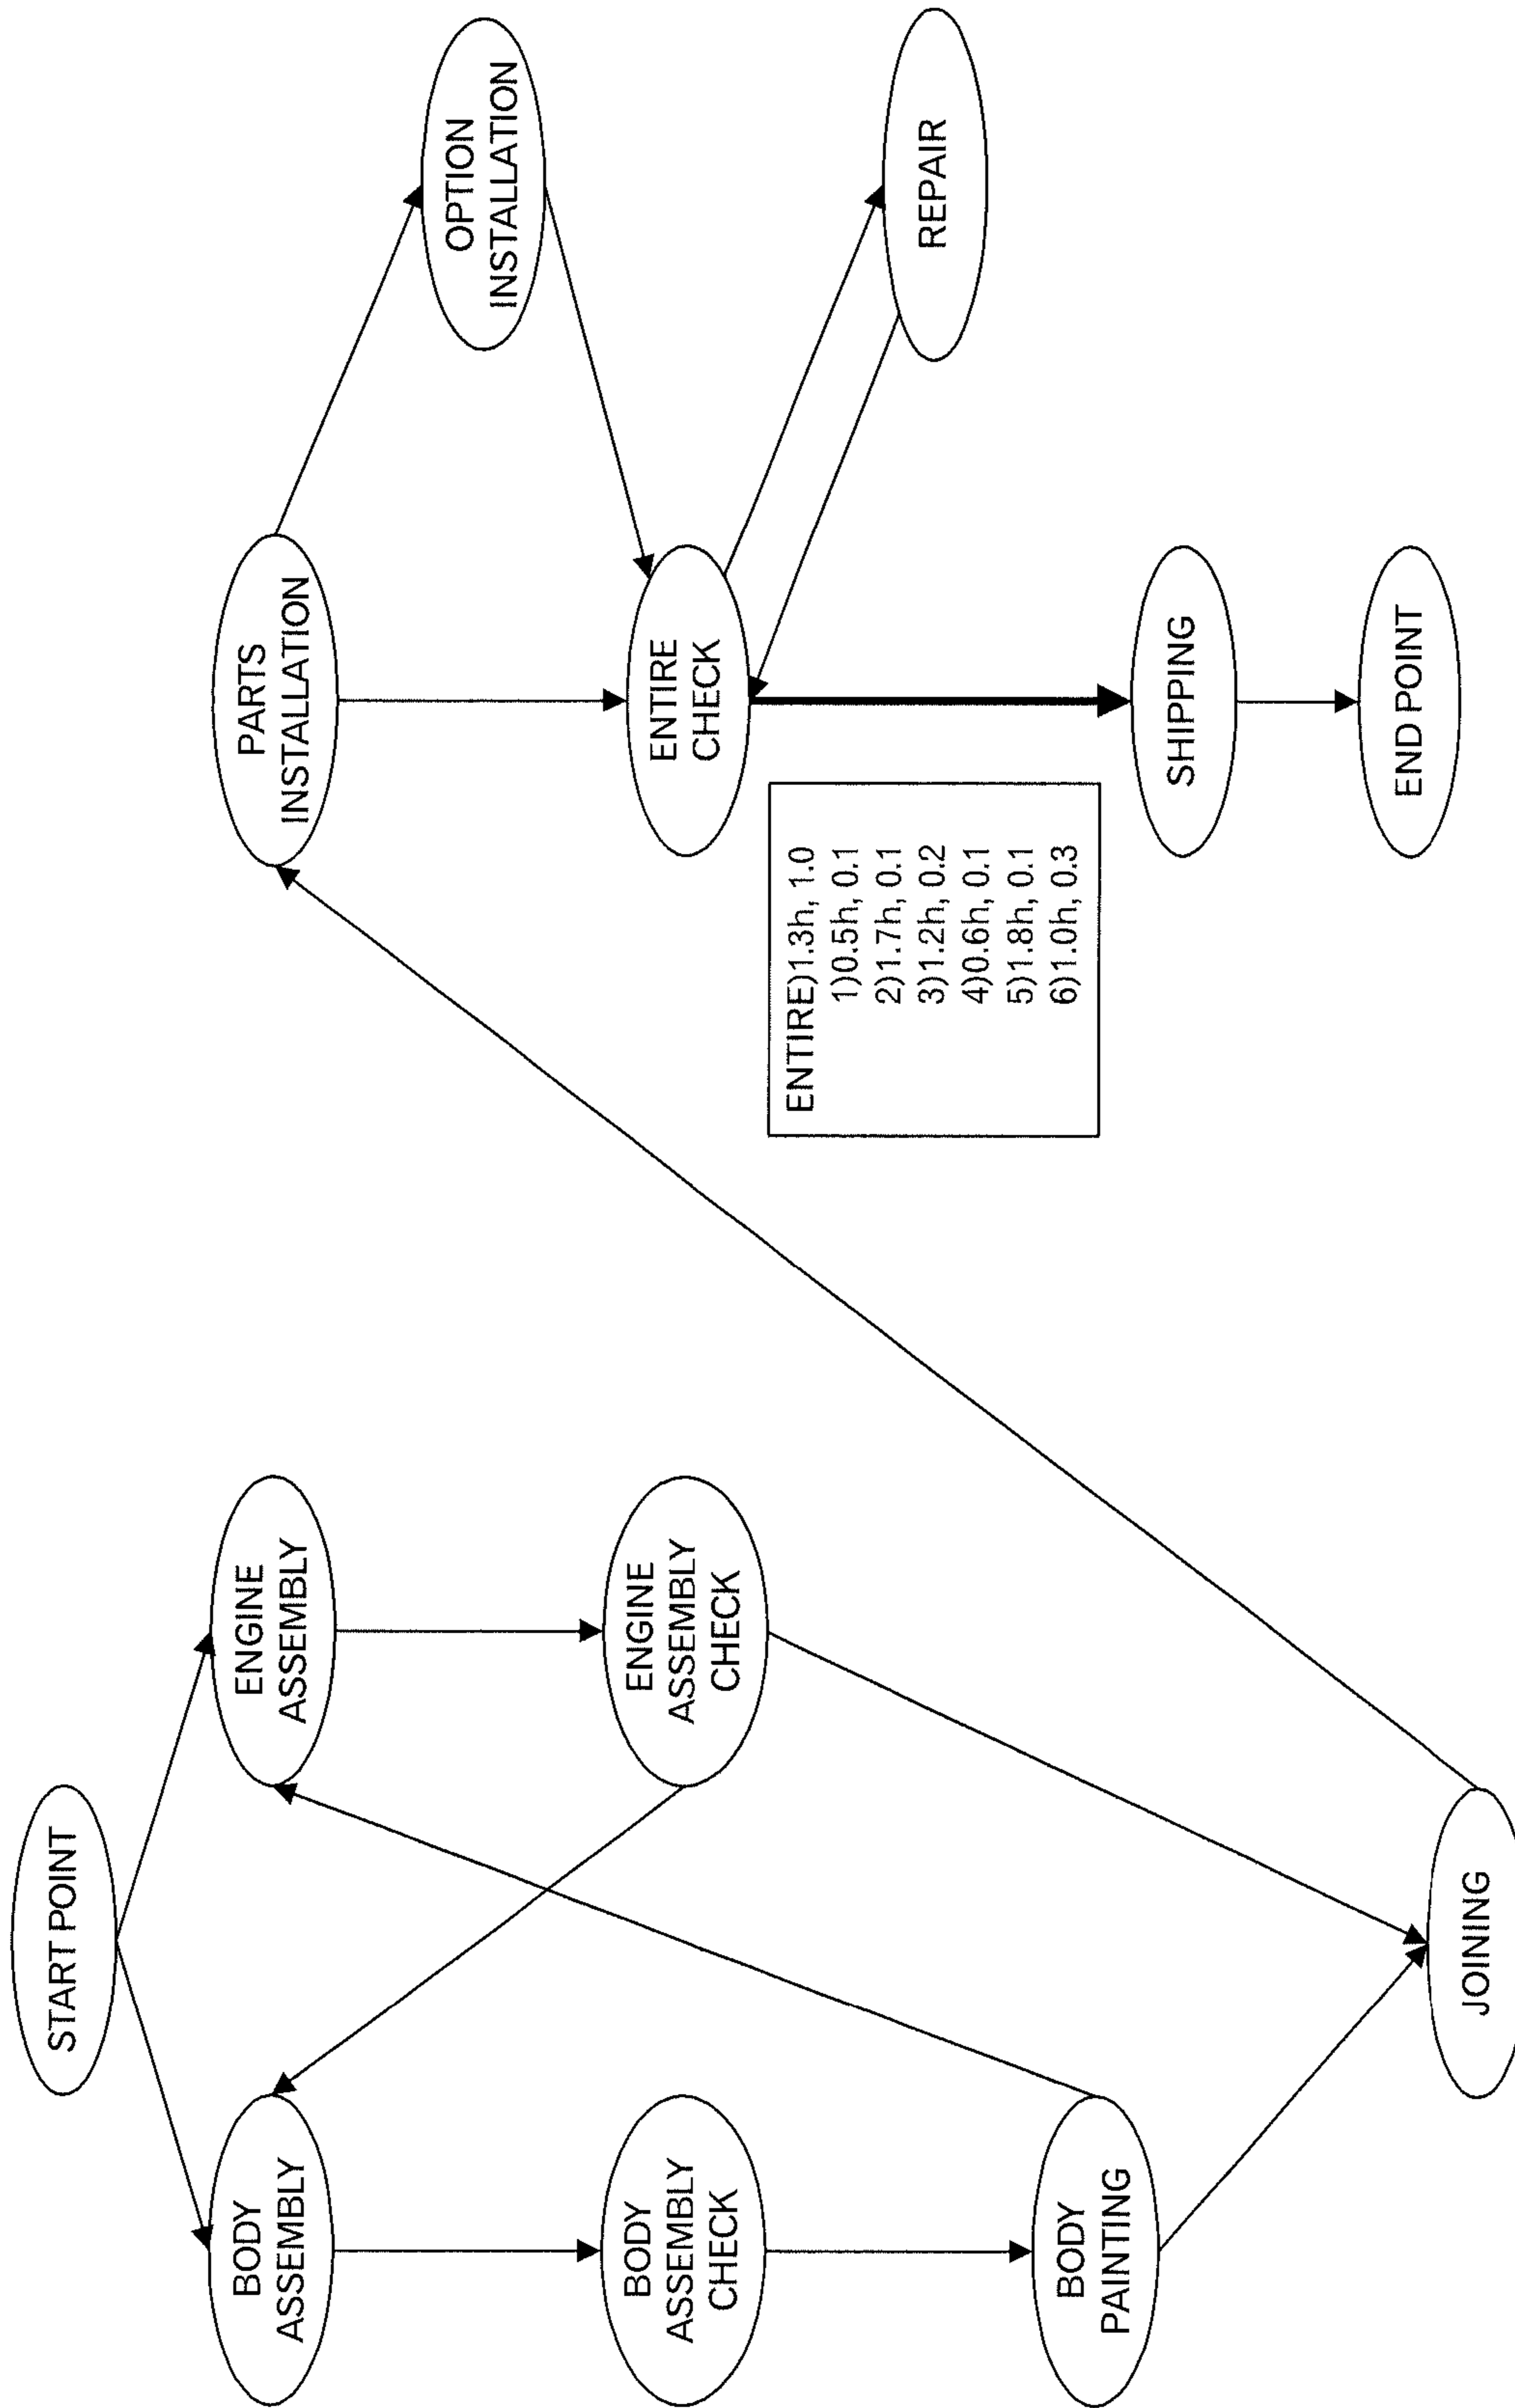 START POINT
BODY
ASSEMBLY
ENGINE
ASSEMBLY
BODY
ASSEMBLY
CHECK
ENGINE
ASSEMBLY
CHECK
BODY
PAINTING
JOINING
PARTS
INSTALLATION
OPTION
INSTALLATION
ENTIRE
CHECK
REPAIR
ENTIRE)1.3h, 1.0
1)0.5h, 0.1
2)1.7h, 0.1
3)1.2h, 0.2
4)0.6h, 0.1
5)1.8h, 0.1
6)1.0h, 0.3
SHIPPING
END POINT